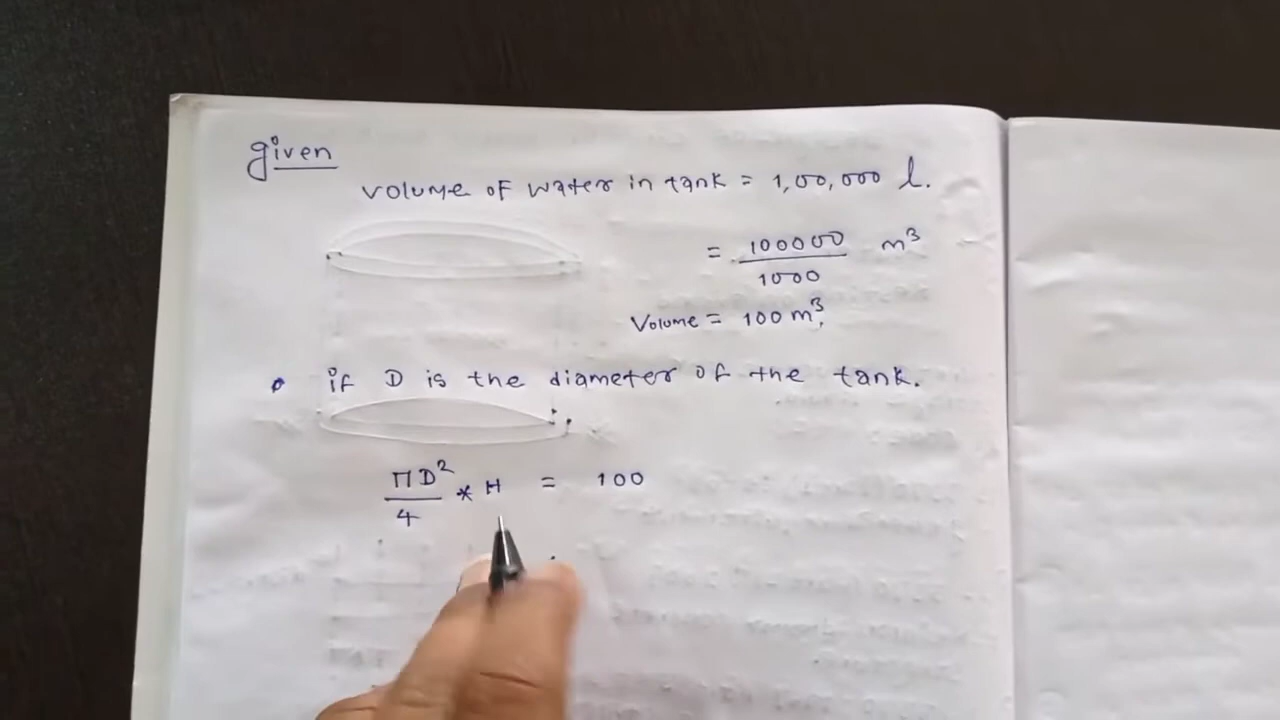 given
volume of water in tank = 1,00,000 l.
= 100000/1000 m³
Volume = 100 m³.
if D is the diameter of the tank.
ΠD²/4 * H = 100